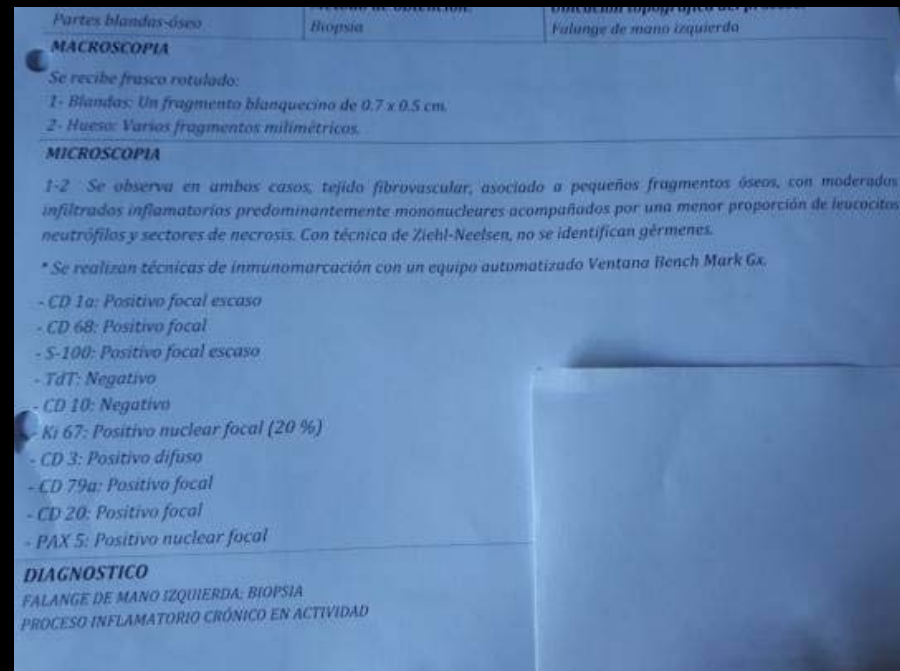 Partes blandas-óseo
Biopsia
Falange de mano izquierda
MACROSCOPIA
Se recibe frasco rotulado:
1- Blandas: Un fragmento blanquecino de 0.7 x 0.5 cm.
2- Hueso: Varios fragmentos milimétricos.
MICROSCOPIA
1-2 Se observa en ambos casos, tejido fibrovascular, asociado a pequeños fragmentos óseos, con moderados
infiltrados inflamatorios predominantemente mononucleares acompañados por una menor proporción de leucocitos
neutrófilos y sectores de necrosis. Con técnica de Ziehl-Neelsen, no se identifican gérmenes.
* Se realizan técnicas de inmunomarcación con un equipo automatizado Ventana Bench Mark Gx.
- CD 1a: Positivo focal escaso
- CD 68: Positivo focal
- S-100: Positivo focal escaso
- TdT: Negativo
- CD 10: Negativo
- Ki 67: Positivo nuclear focal (20 %)
- CD 3: Positivo difuso
- CD 79a: Positivo focal
- CD 20: Positivo focal
- PAX 5: Positivo nuclear focal
DIAGNOSTICO
FALANGE DE MANO IZQUIERDA: BIOPSIA
PROCESO INFLAMATORIO CRÓNICO EN ACTIVIDAD